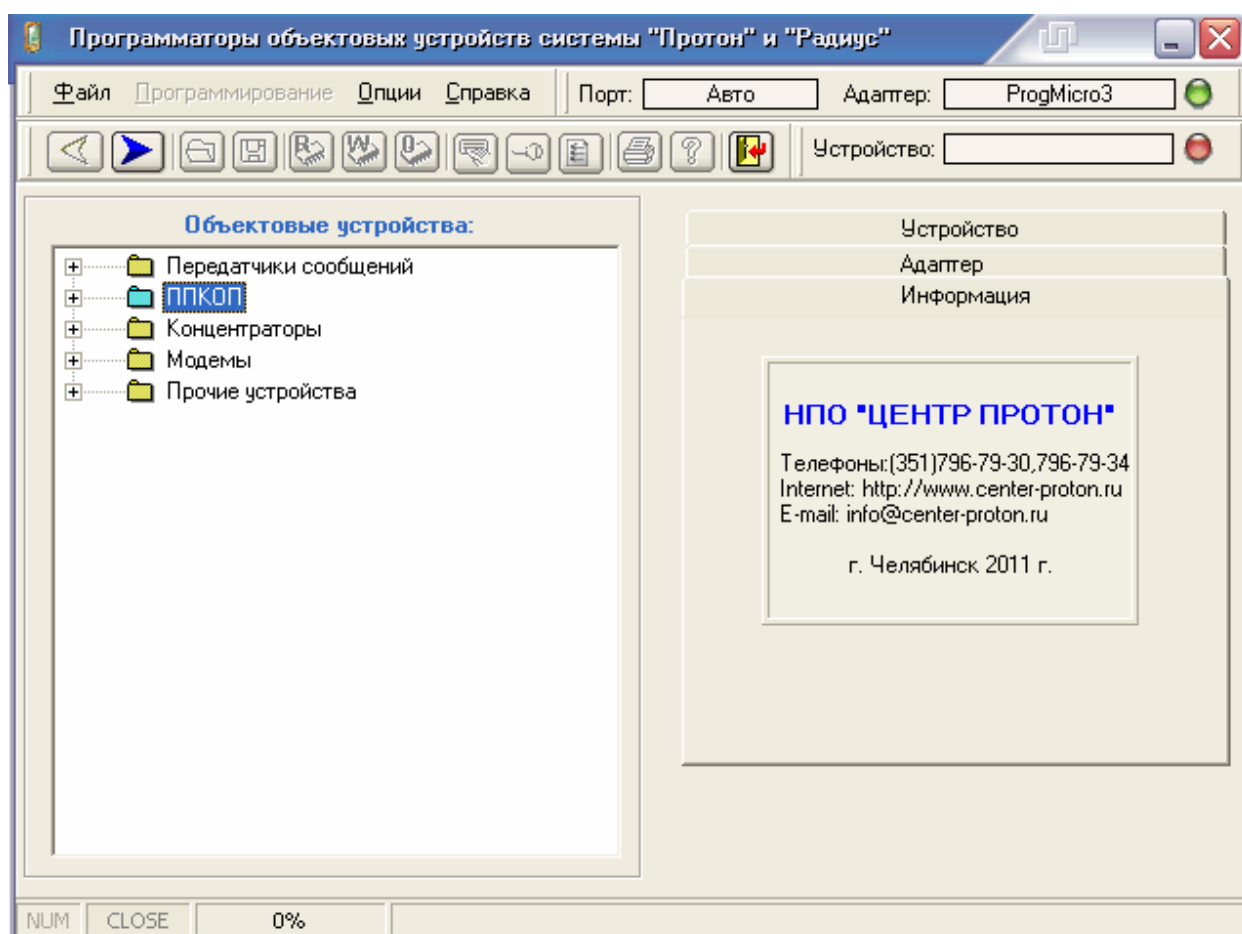 Программаторы объектовых устройств системы "Протон" и "Радиус"
Файл Программирование Опции Справка Порт: Авто Адаптер: ProgMicro3
R W 0 ? Устройство:
Объектовые устройства:
Передатчики сообщений
ППКОП
Концентраторы
Модемы
Прочие устройства
Устройство
Адаптер
Информация
НПО "ЦЕНТР ПРОТОН"
Телефоны:(351)796-79-30,796-79-34
Internet: http://www.center-proton.ru
E-mail: info@center-proton.ru
г. Челябинск 2011 г.
NUM CLOSE 0%